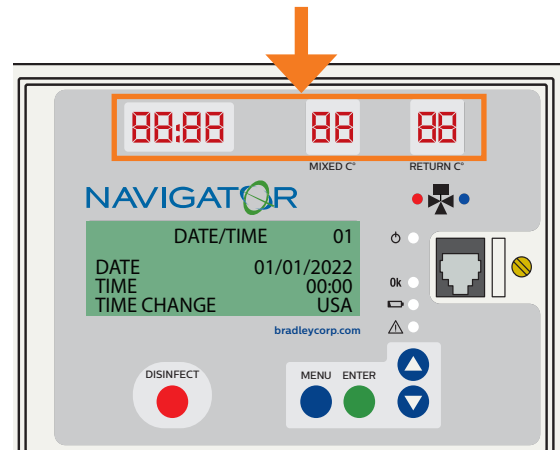 88:88 88 88
MIXED C° RETURN C°
NAVIGATOR
DATE/TIME 01
DATE 01/01/2022
TIME 00:00
TIME CHANGE USA
Ok
bradleycorp.com
DISINFECT
MENU ENTER